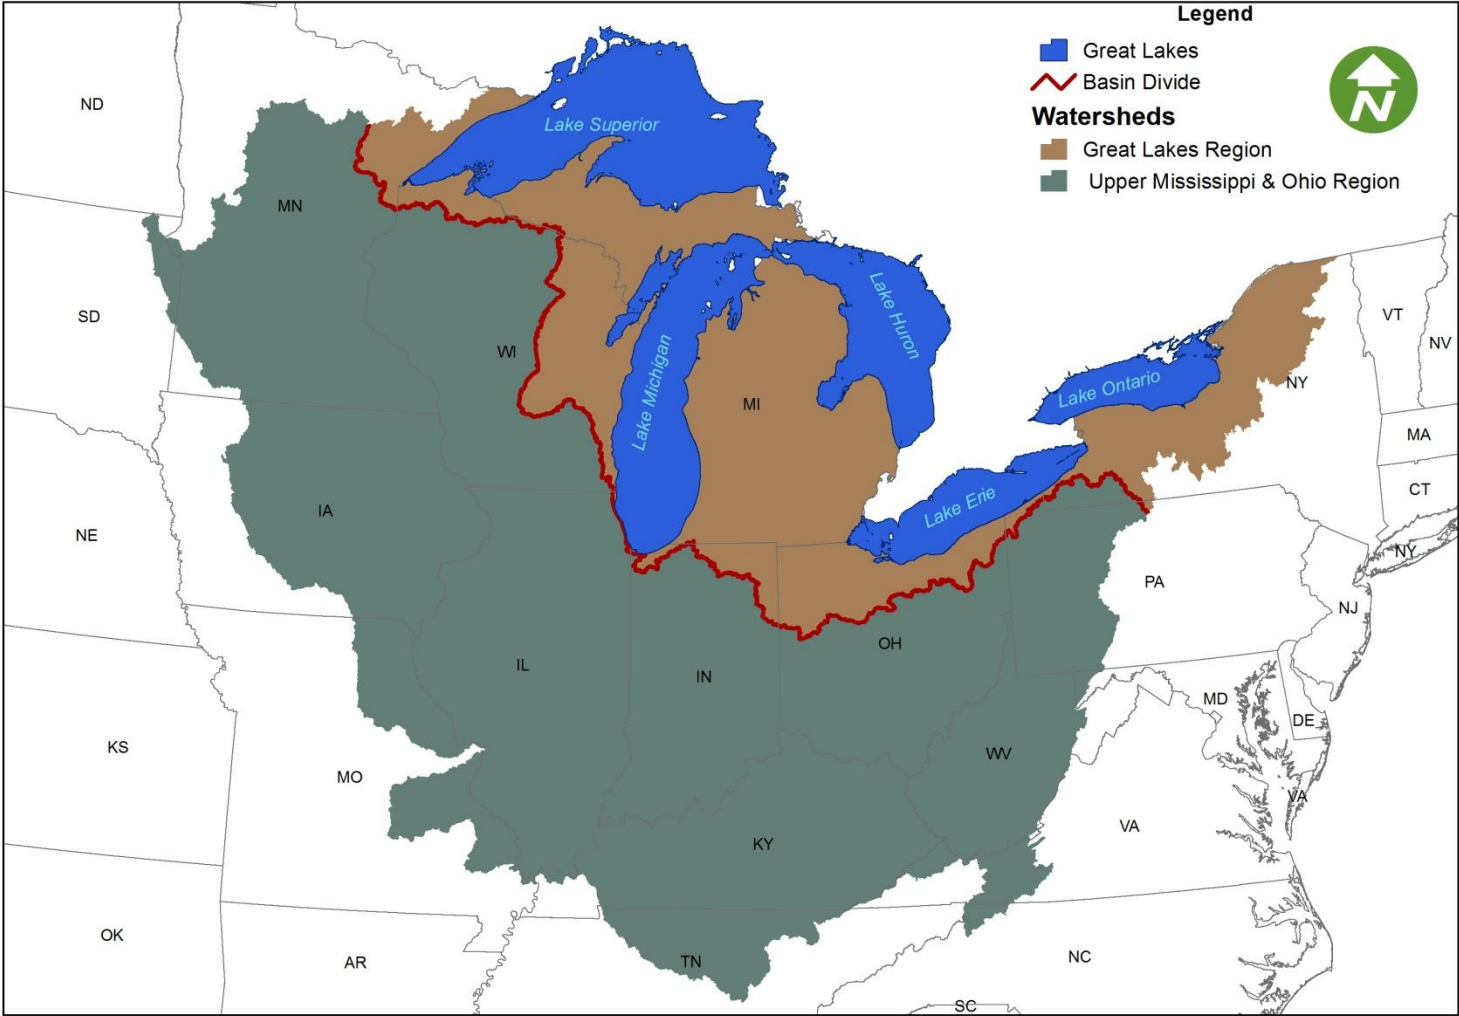 Legend
Great Lakes
Basin Divide
Watersheds
Great Lakes Region
Upper Mississippi & Ohio Region
N
ND
Lake Superior
MN
SD
Lake Huron
VT
WI
NV
Lake Michigan
Lake Ontario
NY
MI
MA
CT
Lake Erie
IA
NE
NY
PA
NJ
OH
IL
IN
MD
DE
KS
WV
MO
VA
VA
KY
OK
AR
TN
NC
SC